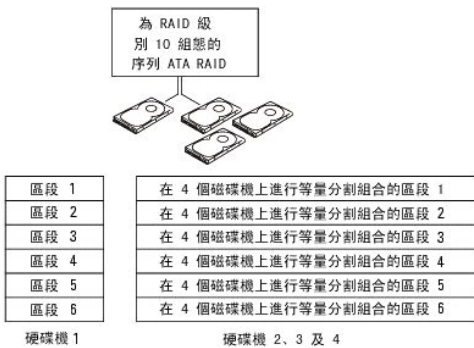 為 RAID 級
別 10 組態的
序列 ATA RAID
區段 1
區段 2
區段 3
區段 4
區段 5
區段 6
硬碟機 1
在 4 個磁碟機上進行等量分割組合的區段 1
在 4 個磁碟機上進行等量分割組合的區段 2
在 4 個磁碟機上進行等量分割組合的區段 3
在 4 個磁碟機上進行等量分割組合的區段 4
在 4 個磁碟機上進行等量分割組合的區段 5
在 4 個磁碟機上進行等量分割組合的區段 6
硬碟機 2、3 及 4